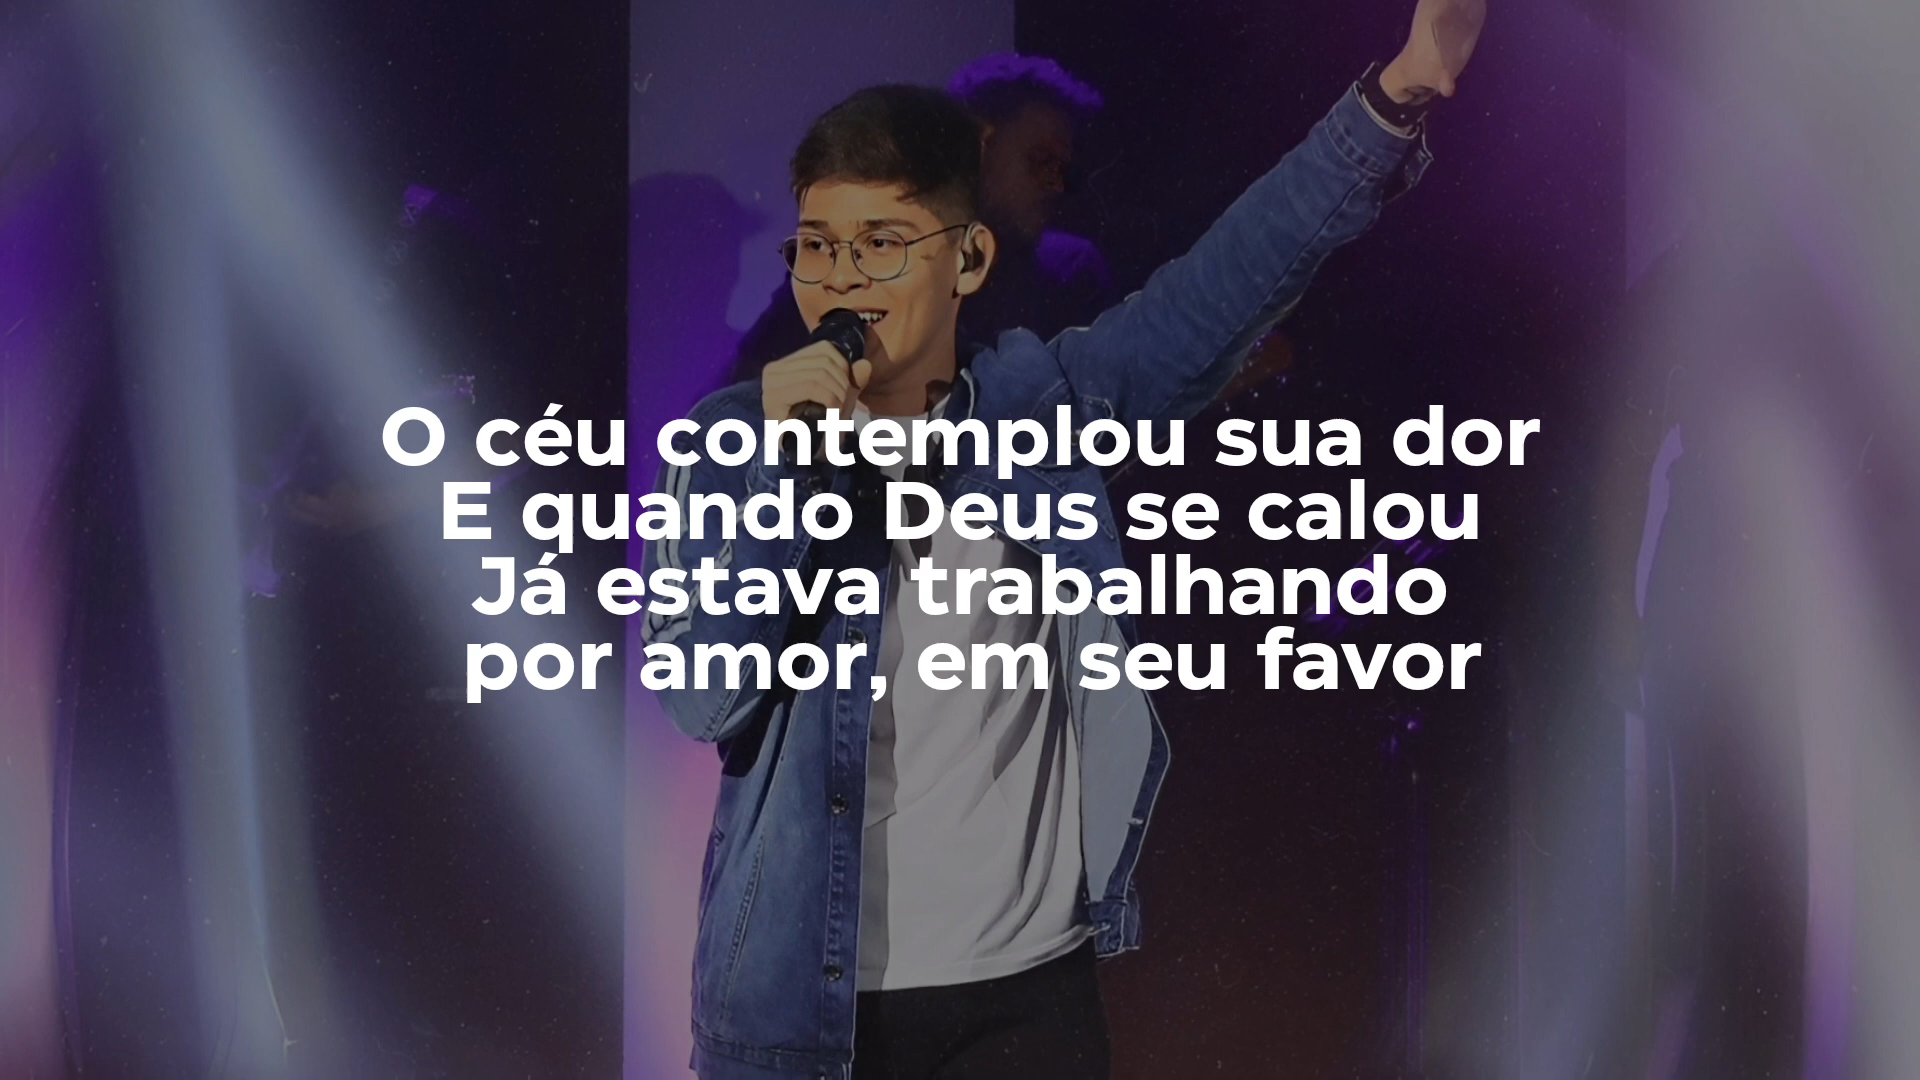 O céu contemplou sua dor
E quando Deus se calou
Já estava trabalhando
por amor, em seu favor